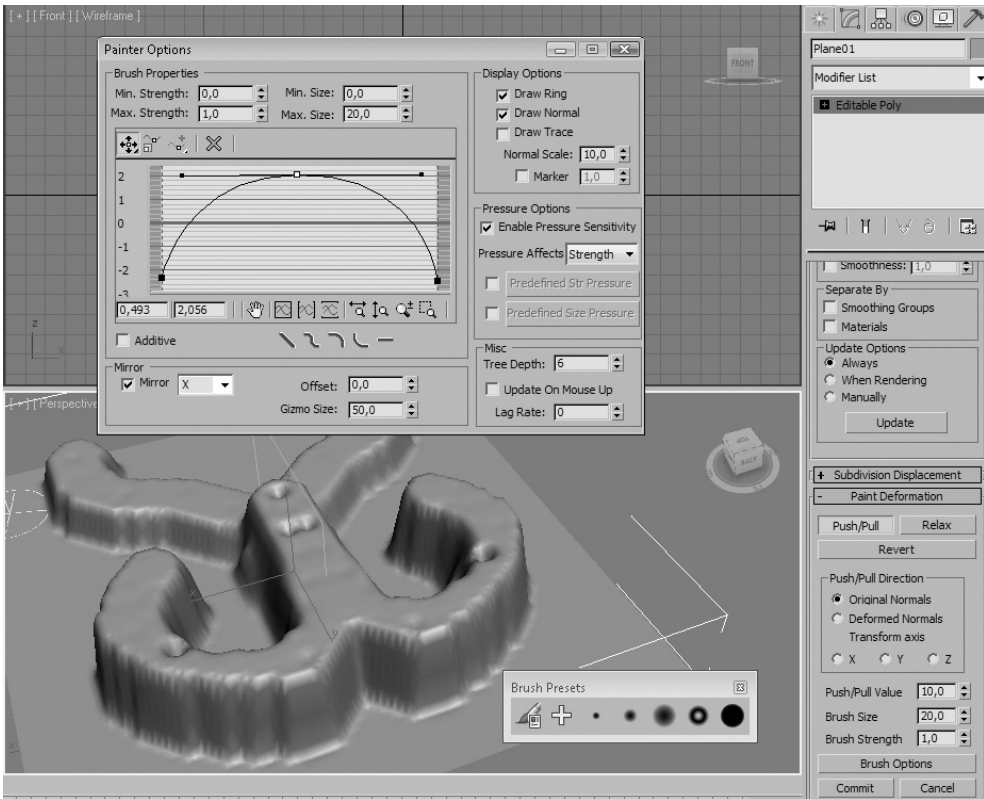 [ + ] [ Front ] [ Wireframe ]
Painter Options
Brush Properties
Min. Strength: 0,0
Min. Size: 0,0
Max. Strength: 1,0
Max. Size: 20,0
2
1
0
-1
-2
-3
0,493
2,056
Additive
Mirror
Mirror
X
Offset: 0,0
Gizmo Size: 50,0
Display Options
Draw Ring
Draw Normal
Draw Trace
Normal Scale: 10,0
Marker 1,0
Pressure Options
Enable Pressure Sensitivity
Pressure Affects Strength
Predefined Str Pressure
Predefined Size Pressure
Misc
Tree Depth: 6
Update On Mouse Up
Lag Rate: 0
FRONT
z
x
[ + ] [ Perspective
x
y
x
BACK
Brush Presets
Plane01
Modifier List
Editable Poly
Smoothness: 1,0
Separate By
Smoothing Groups
Materials
Update Options
Always
When Rendering
Manually
Update
+ Subdivision Displacement
- Paint Deformation
Push/Pull
Relax
Revert
Push/Pull Direction
Original Normals
Deformed Normals
Transform axis
X Y Z
Push/Pull Value 10,0
Brush Size 20,0
Brush Strength 1,0
Brush Options
Commit
Cancel